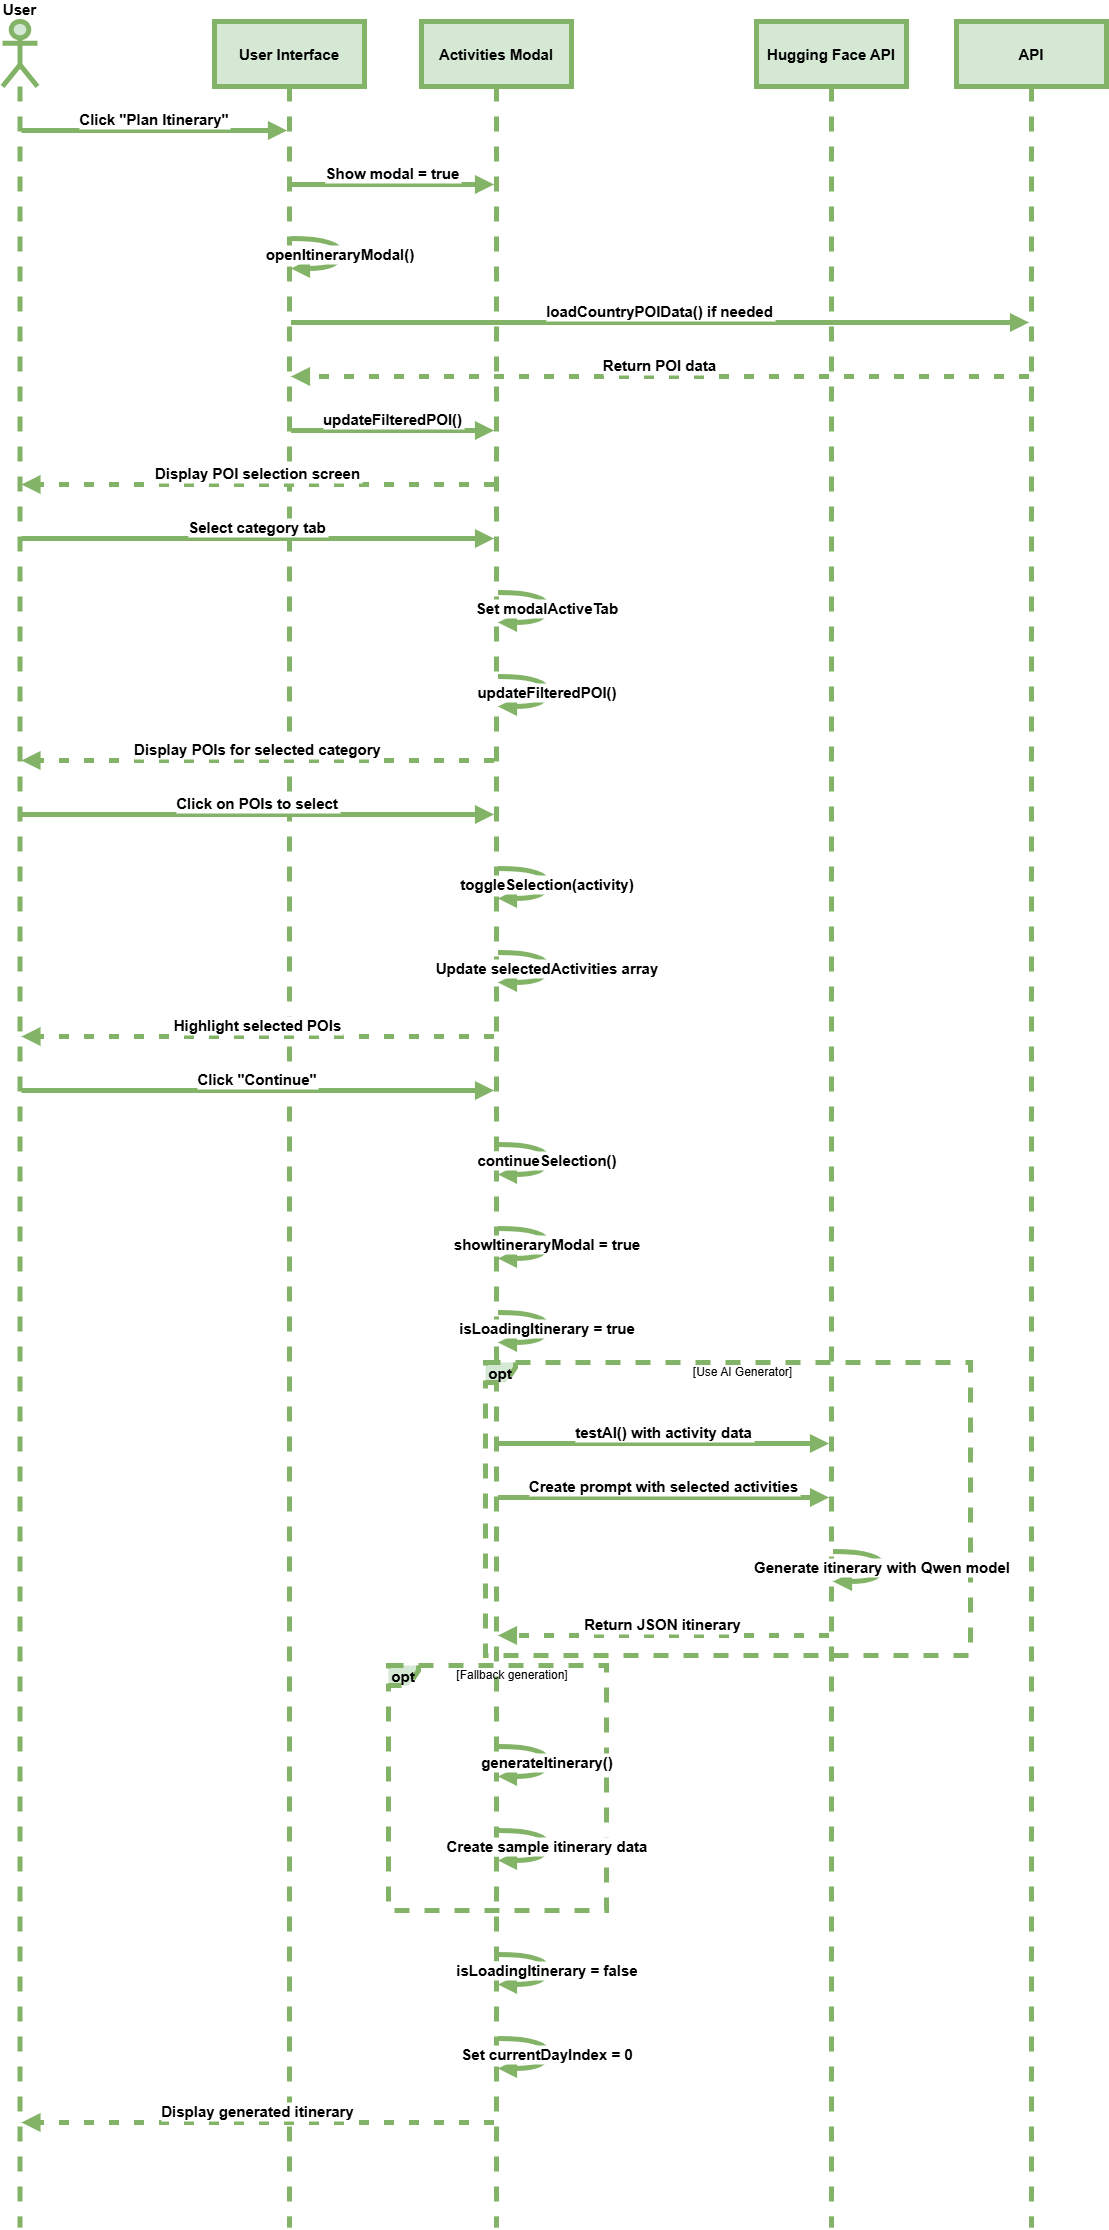 User
User Interface
Activities Modal
Hugging Face API
API
Click "Plan Itinerary"
Show modal = true
openItineraryModal()
loadCountryPOIData() if needed
Return POI data
updateFilteredPOI()
Display POI selection screen
Select category tab
Set modalActiveTab
updateFilteredPOI()
Display POIs for selected category
Click on POIs to select
toggleSelection(activity)
Update selectedActivities array
Highlight selected POIs
Click "Continue"
continueSelection()
showItineraryModal = true
isLoadingItinerary = true
opt
[Use AI Generator]
testAI() with activity data
Create prompt with selected activities
Generate itinerary with Qwen model
Return JSON itinerary
opt
[Fallback generation]
generateItinerary()
Create sample itinerary data
isLoadingItinerary = false
Set currentDayIndex = 0
Display generated itinerary